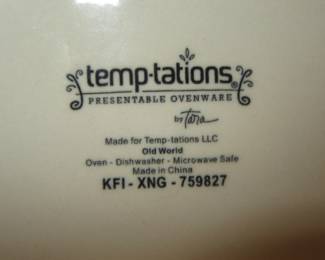 temp-tations®
PRESENTABLE OVENWARE
by Tara
Made for Temp-tations LLC
Old World
Oven - Dishwasher - Microwave Safe
Made in China
KFI - XNG - 759827